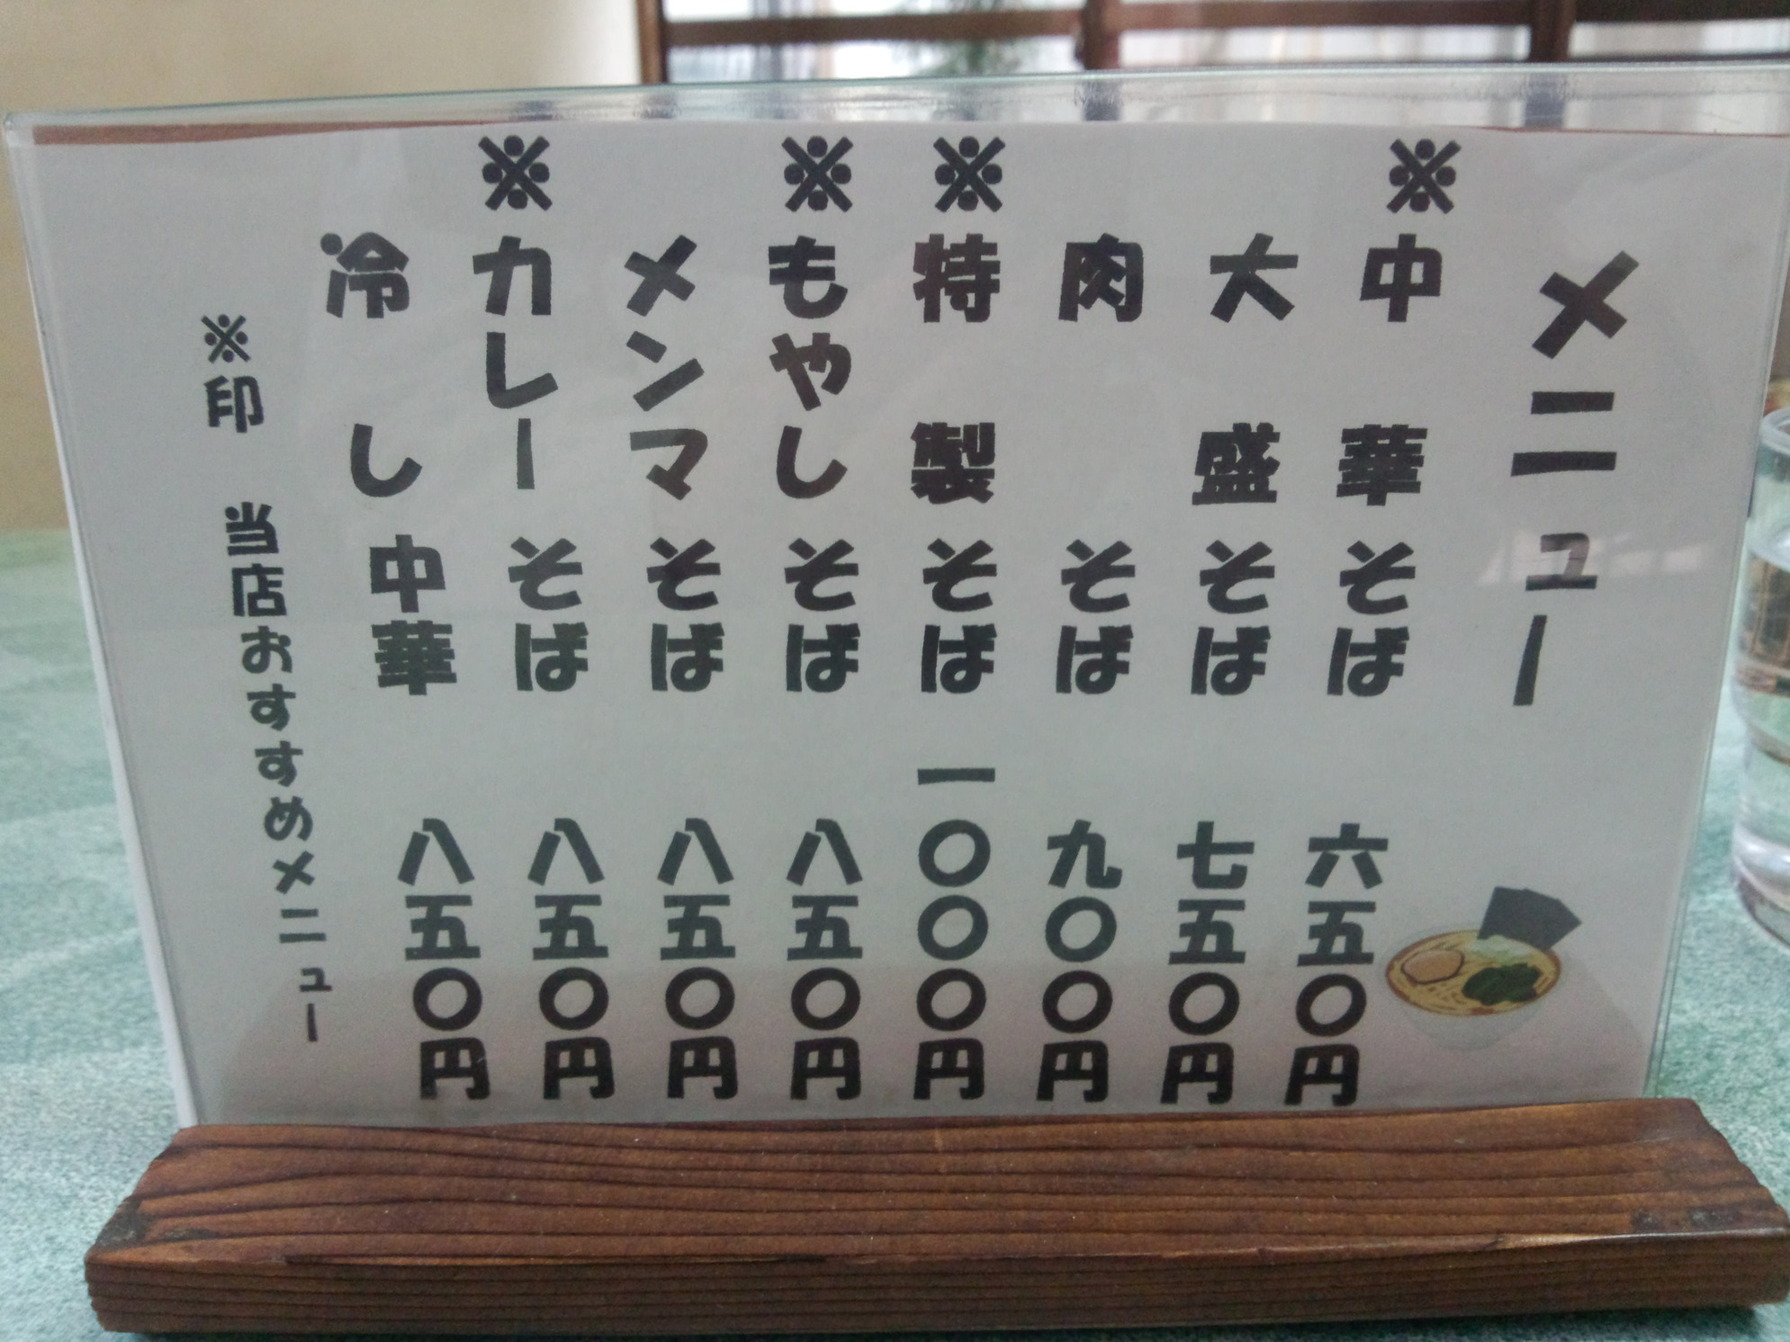 メニュー
※中華そば 六五〇円
大盛そば 七五〇円
肉そば 九〇〇円
※特製そば 一〇〇〇円
※もやしそば 八五〇円
メンマそば 八五〇円
※カレーそば 八五〇円
冷し中華 八五〇円
※印 当店おすすめメニュー